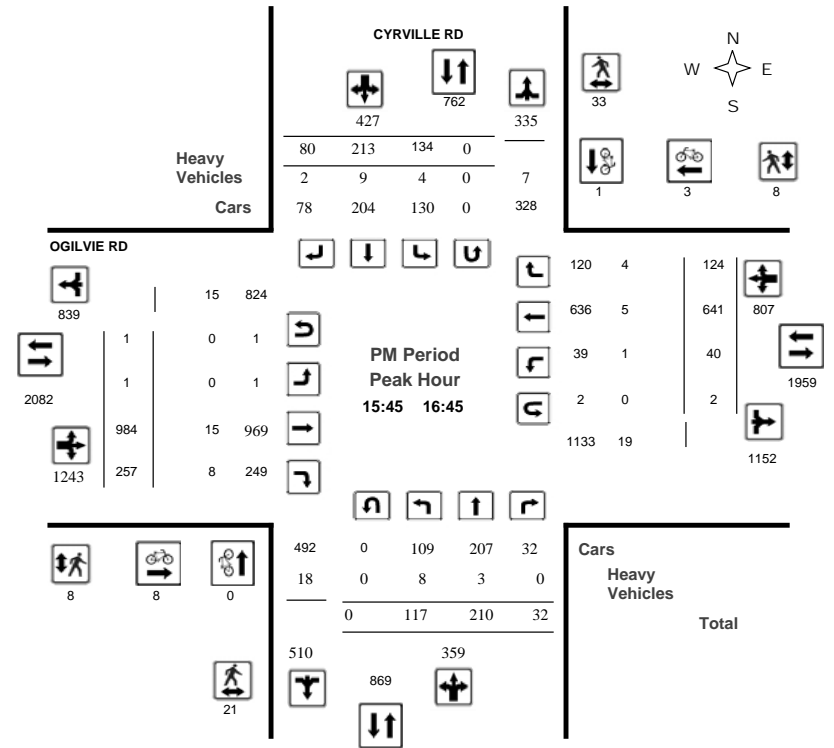 CYRVILLE RD
N
W E
S
762
33
427 335
80 213 134 0
Heavy
Vehicles 2 9 4 0 7
Cars 78 204 130 0 328
1 3 8
OGILVIE RD
839 15 824
120 4 124
636 5 641 807
1 0 1
PM Period
Peak Hour
15:45 16:45
39 1 40
1959
2082
1 0 1
2 0 2
984 15 969
1133 19
1152
1243 257 8 249
492 0 109 207 32 Cars
18 0 8 3 0 Heavy
Vehicles
8 8 0
0 117 210 32 Total
510 359
869
21